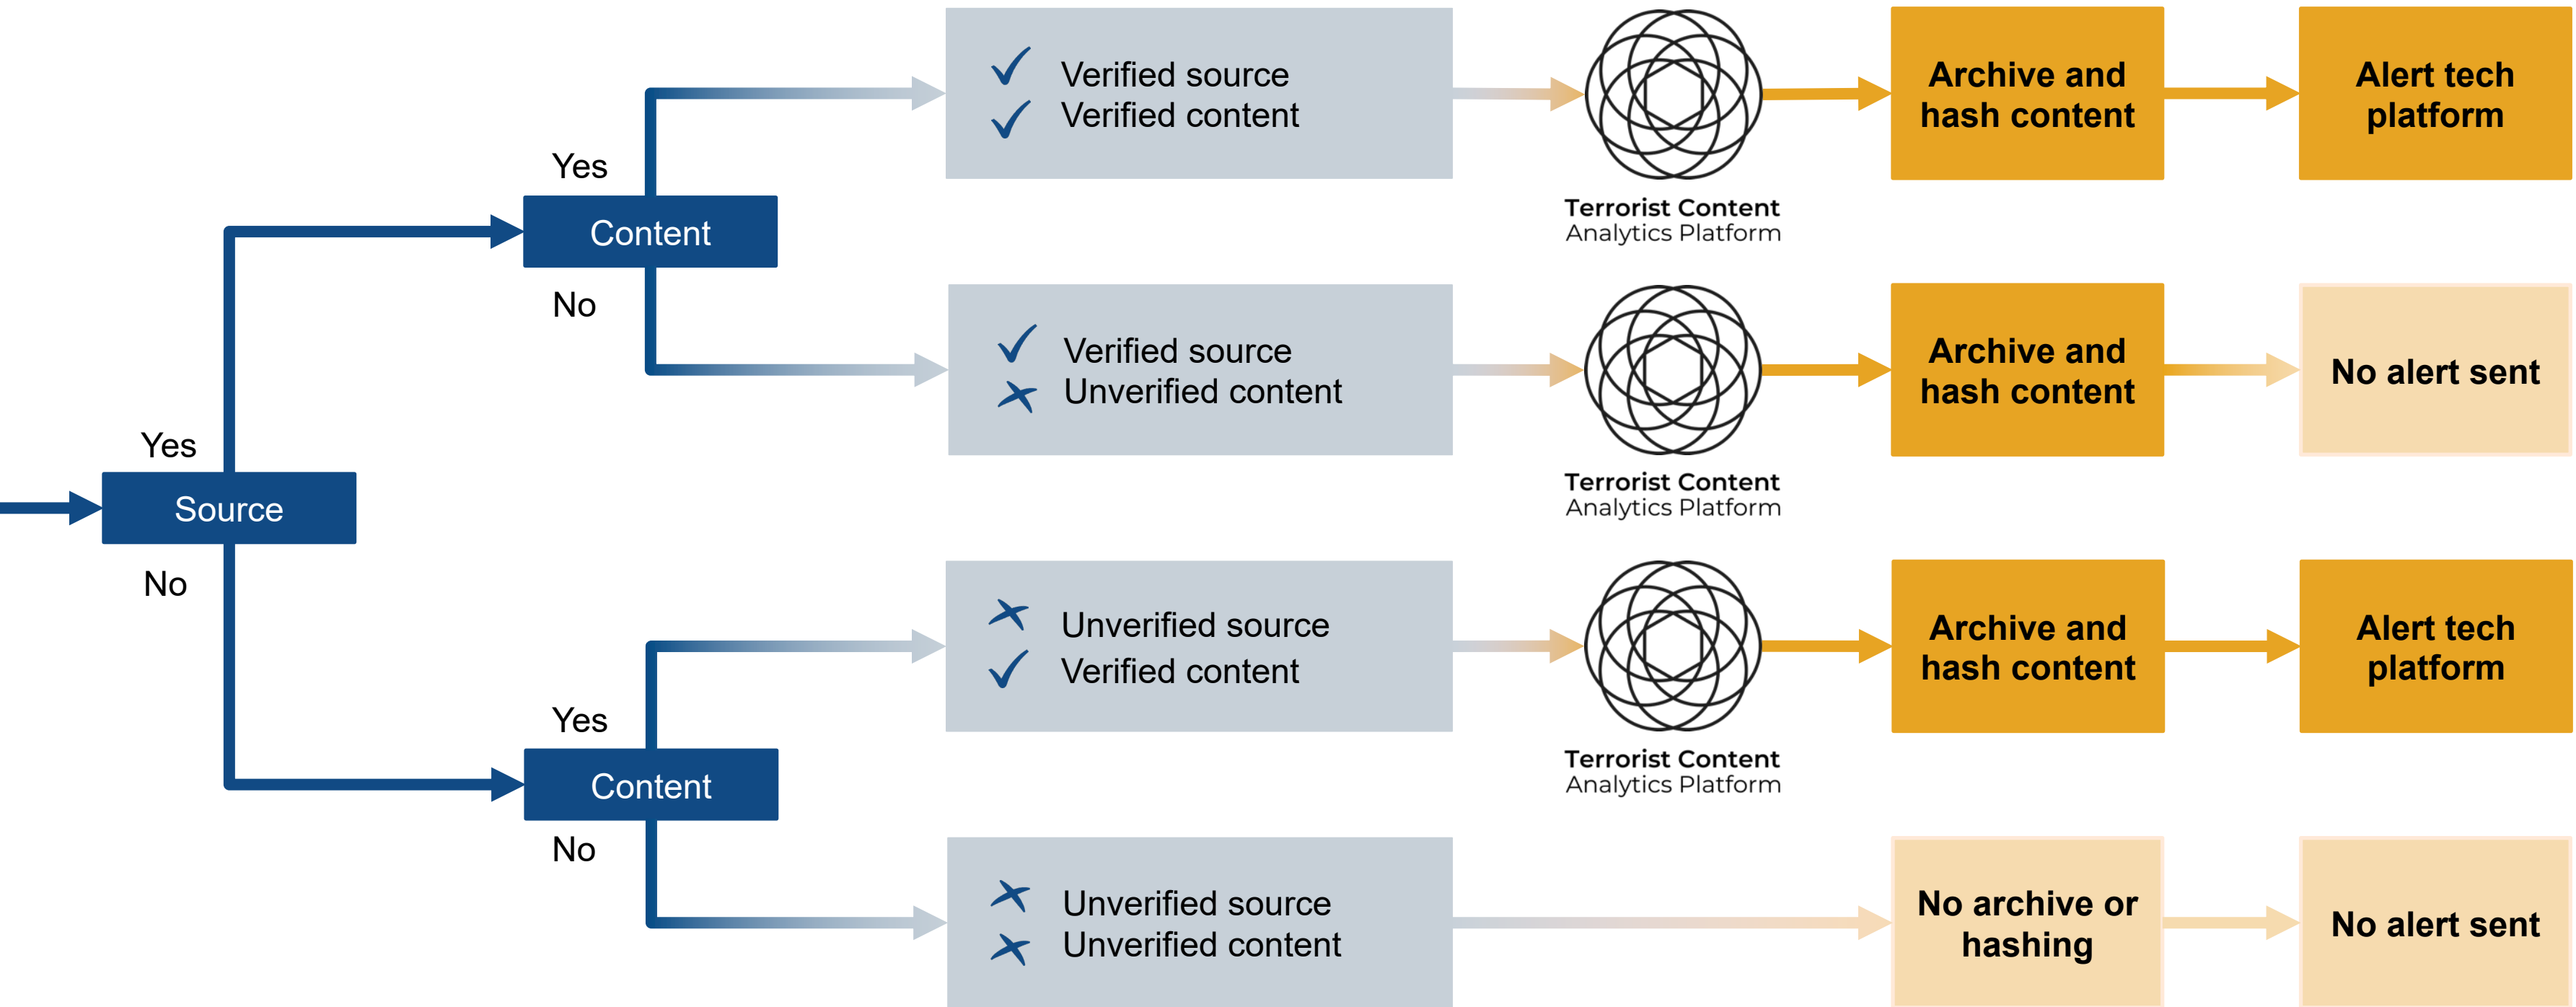 Verified source
Verified content
Terrorist Content
Analytics Platform
Archive and
hash content
Alert tech
platform
Yes
Content
No
Verified source
Unverified content
Terrorist Content
Analytics Platform
Archive and
hash content
No alert sent
Yes
Source
No
Unverified source
Verified content
Terrorist Content
Analytics Platform
Archive and
hash content
Alert tech
platform
Yes
Content
No
Unverified source
Unverified content
No archive or
hashing
No alert sent